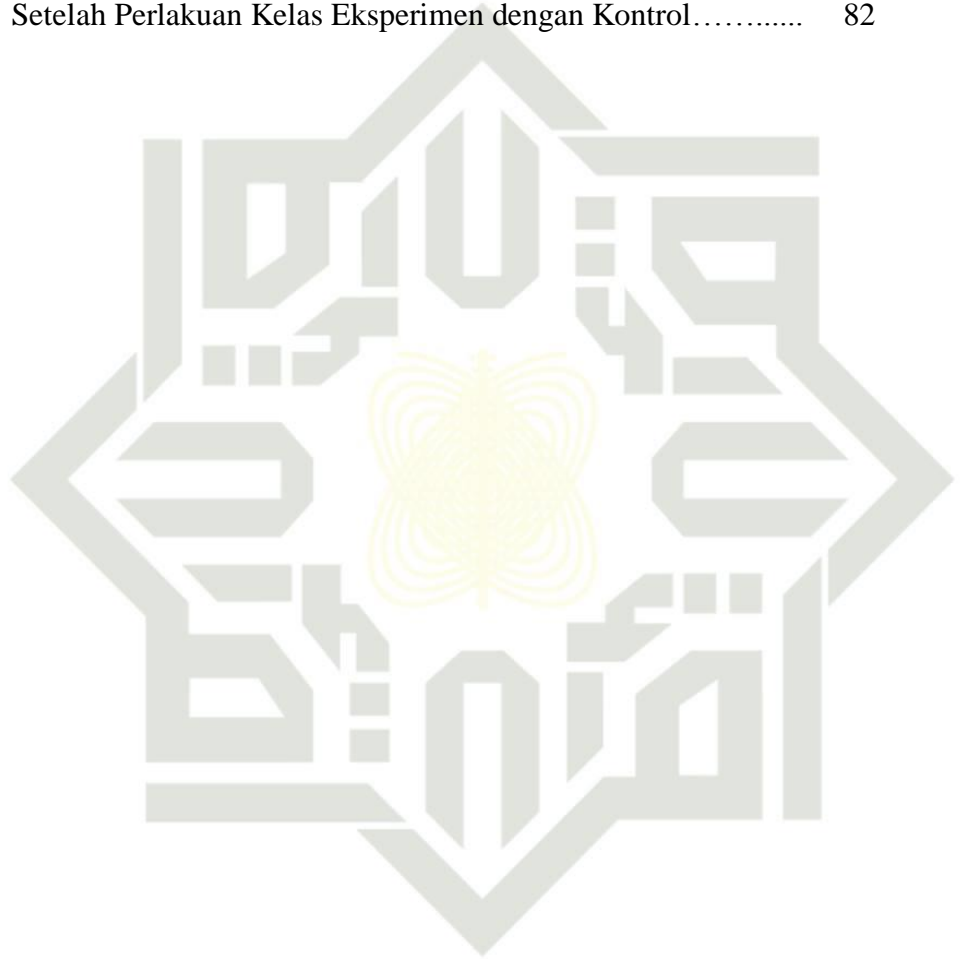 Setelah Perlakuan Kelas Eksperimen dengan Kontrol……...... 82